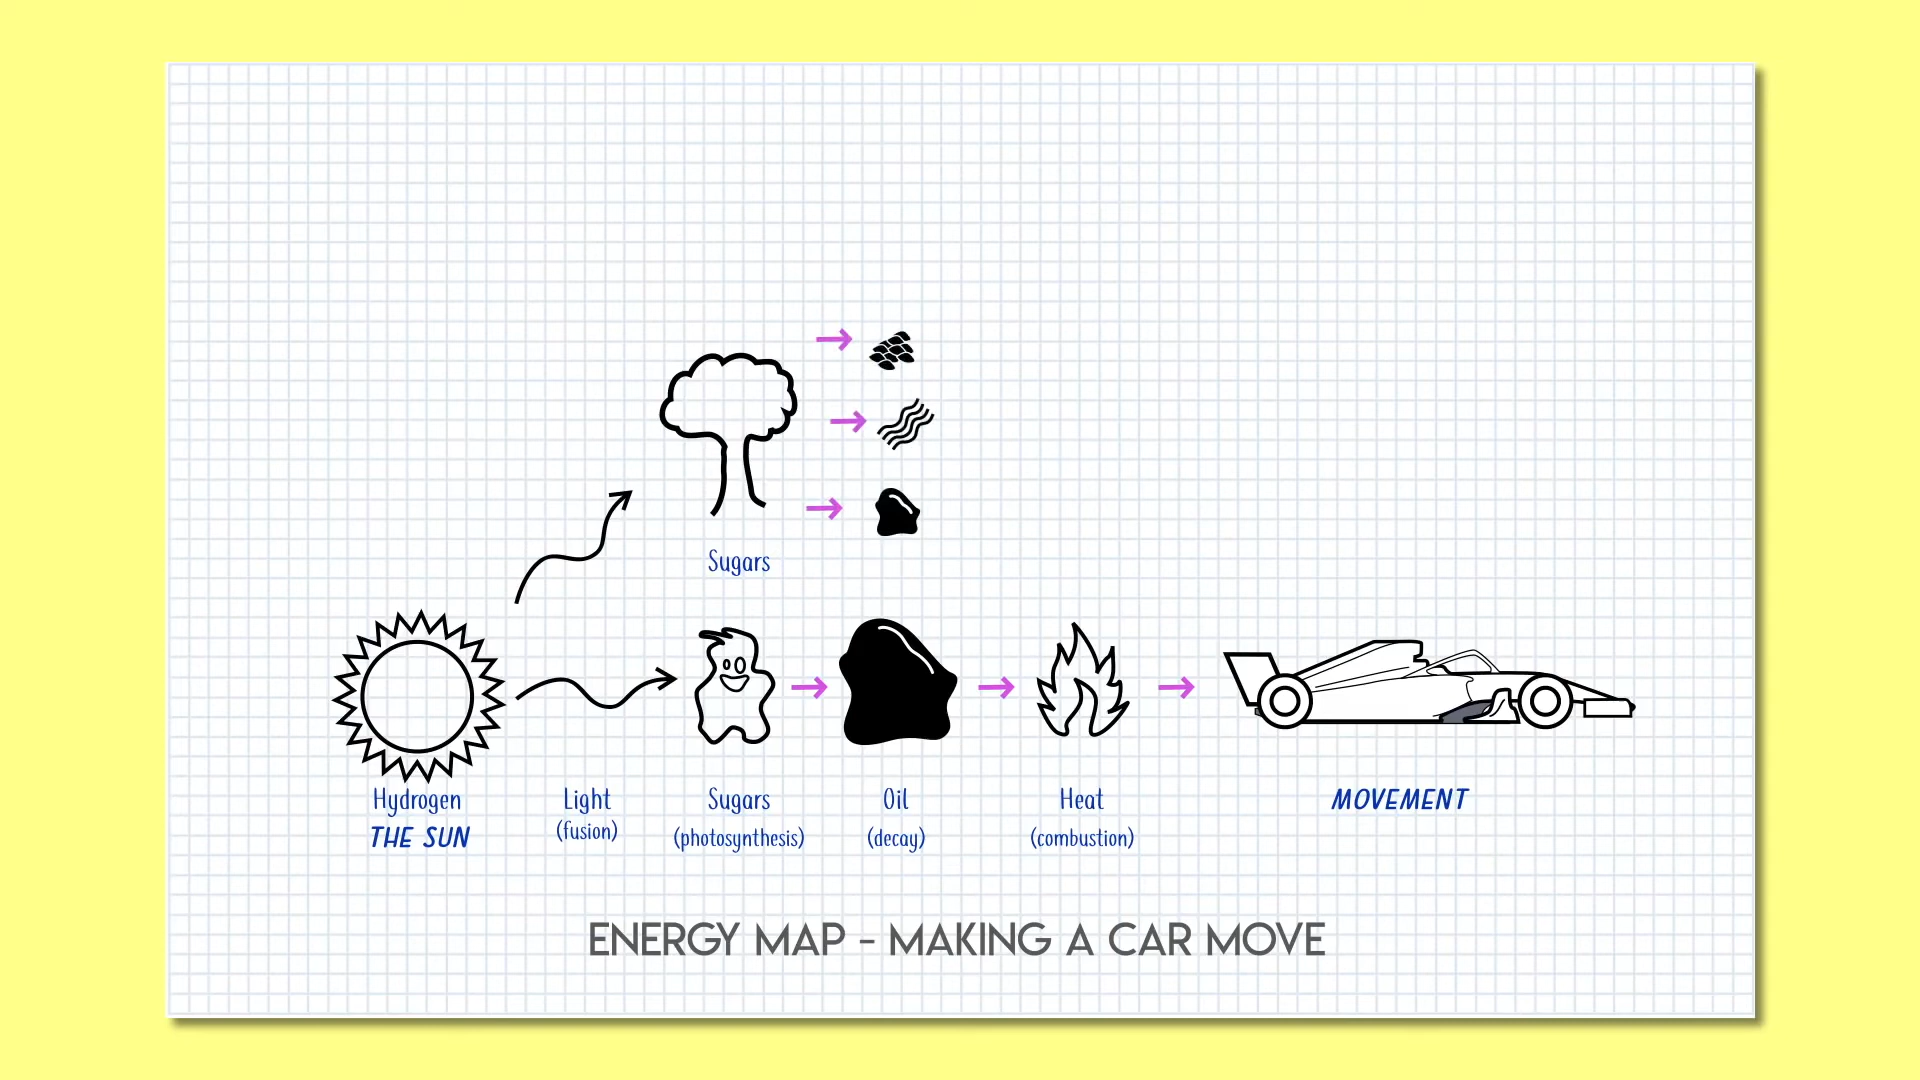 Sugars
Hydrogen
THE SUN
Light
(fusion)
Sugars
(photosynthesis)
Oil
(decay)
Heat
(combustion)
MOVEMENT
ENERGY MAP - MAKING A CAR MOVE